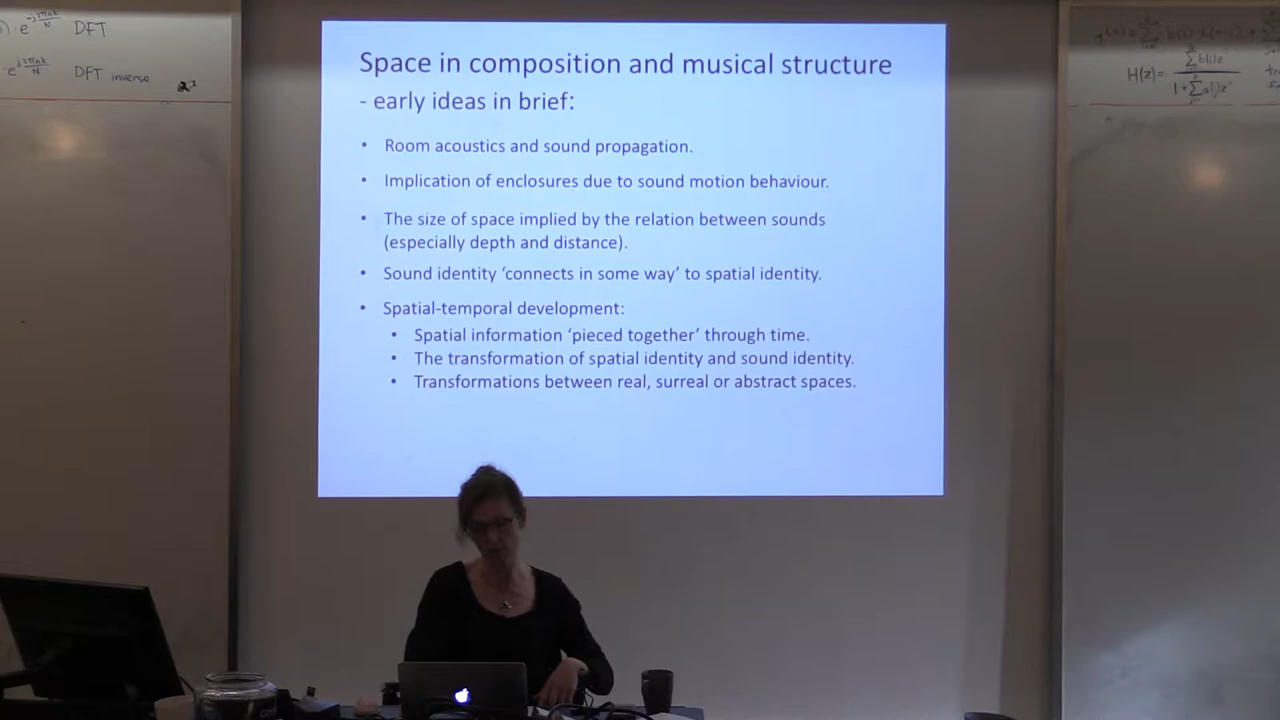 DFT
DFT inverse
Space in composition and musical structure
- early ideas in brief:
• Room acoustics and sound propagation.
• Implication of enclosures due to sound motion behaviour.
• The size of space implied by the relation between sounds
(especially depth and distance).
• Sound identity ‘connects in some way’ to spatial identity.
• Spatial-temporal development:
• Spatial information ‘pieced together’ through time.
• The transformation of spatial identity and sound identity.
• Transformations between real, surreal or abstract spaces.
H(z)=